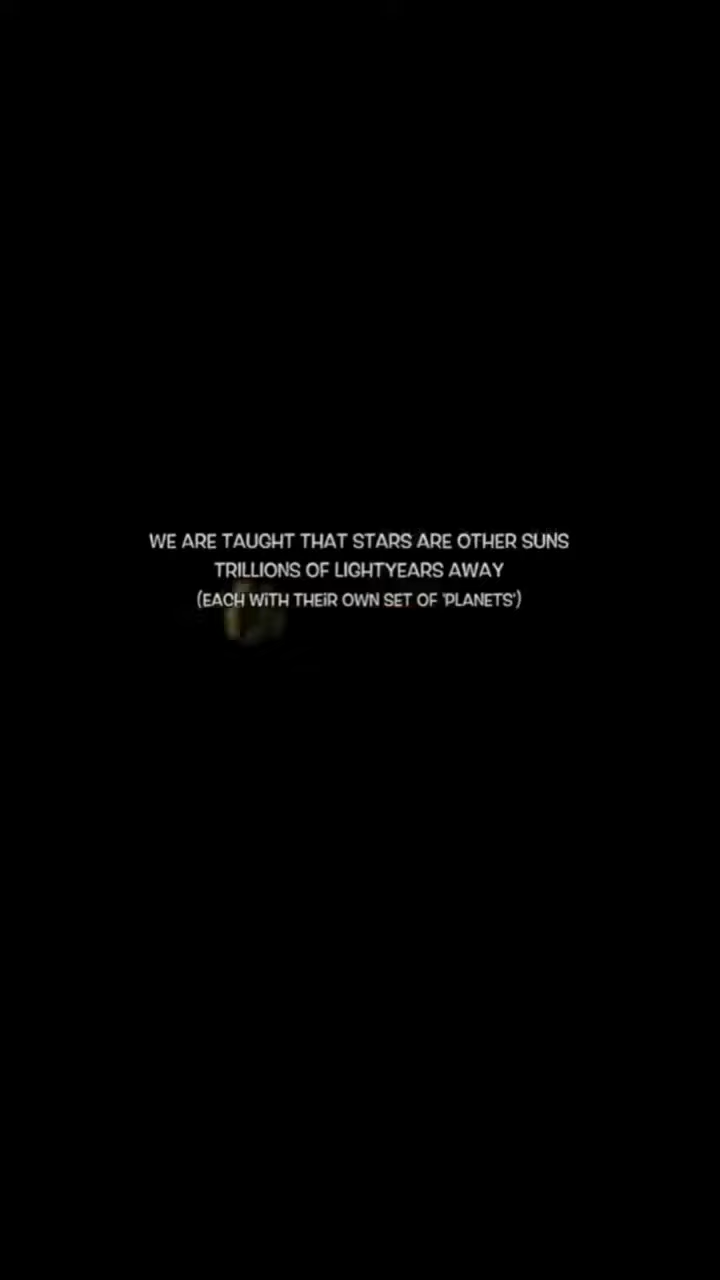 WE ARE TAUGHT THAT STARS ARE OTHER SUNS
TRILLIONS OF LIGHTYEARS AWAY
(EACH WITH THEIR OWN SET OF 'PLANETS')